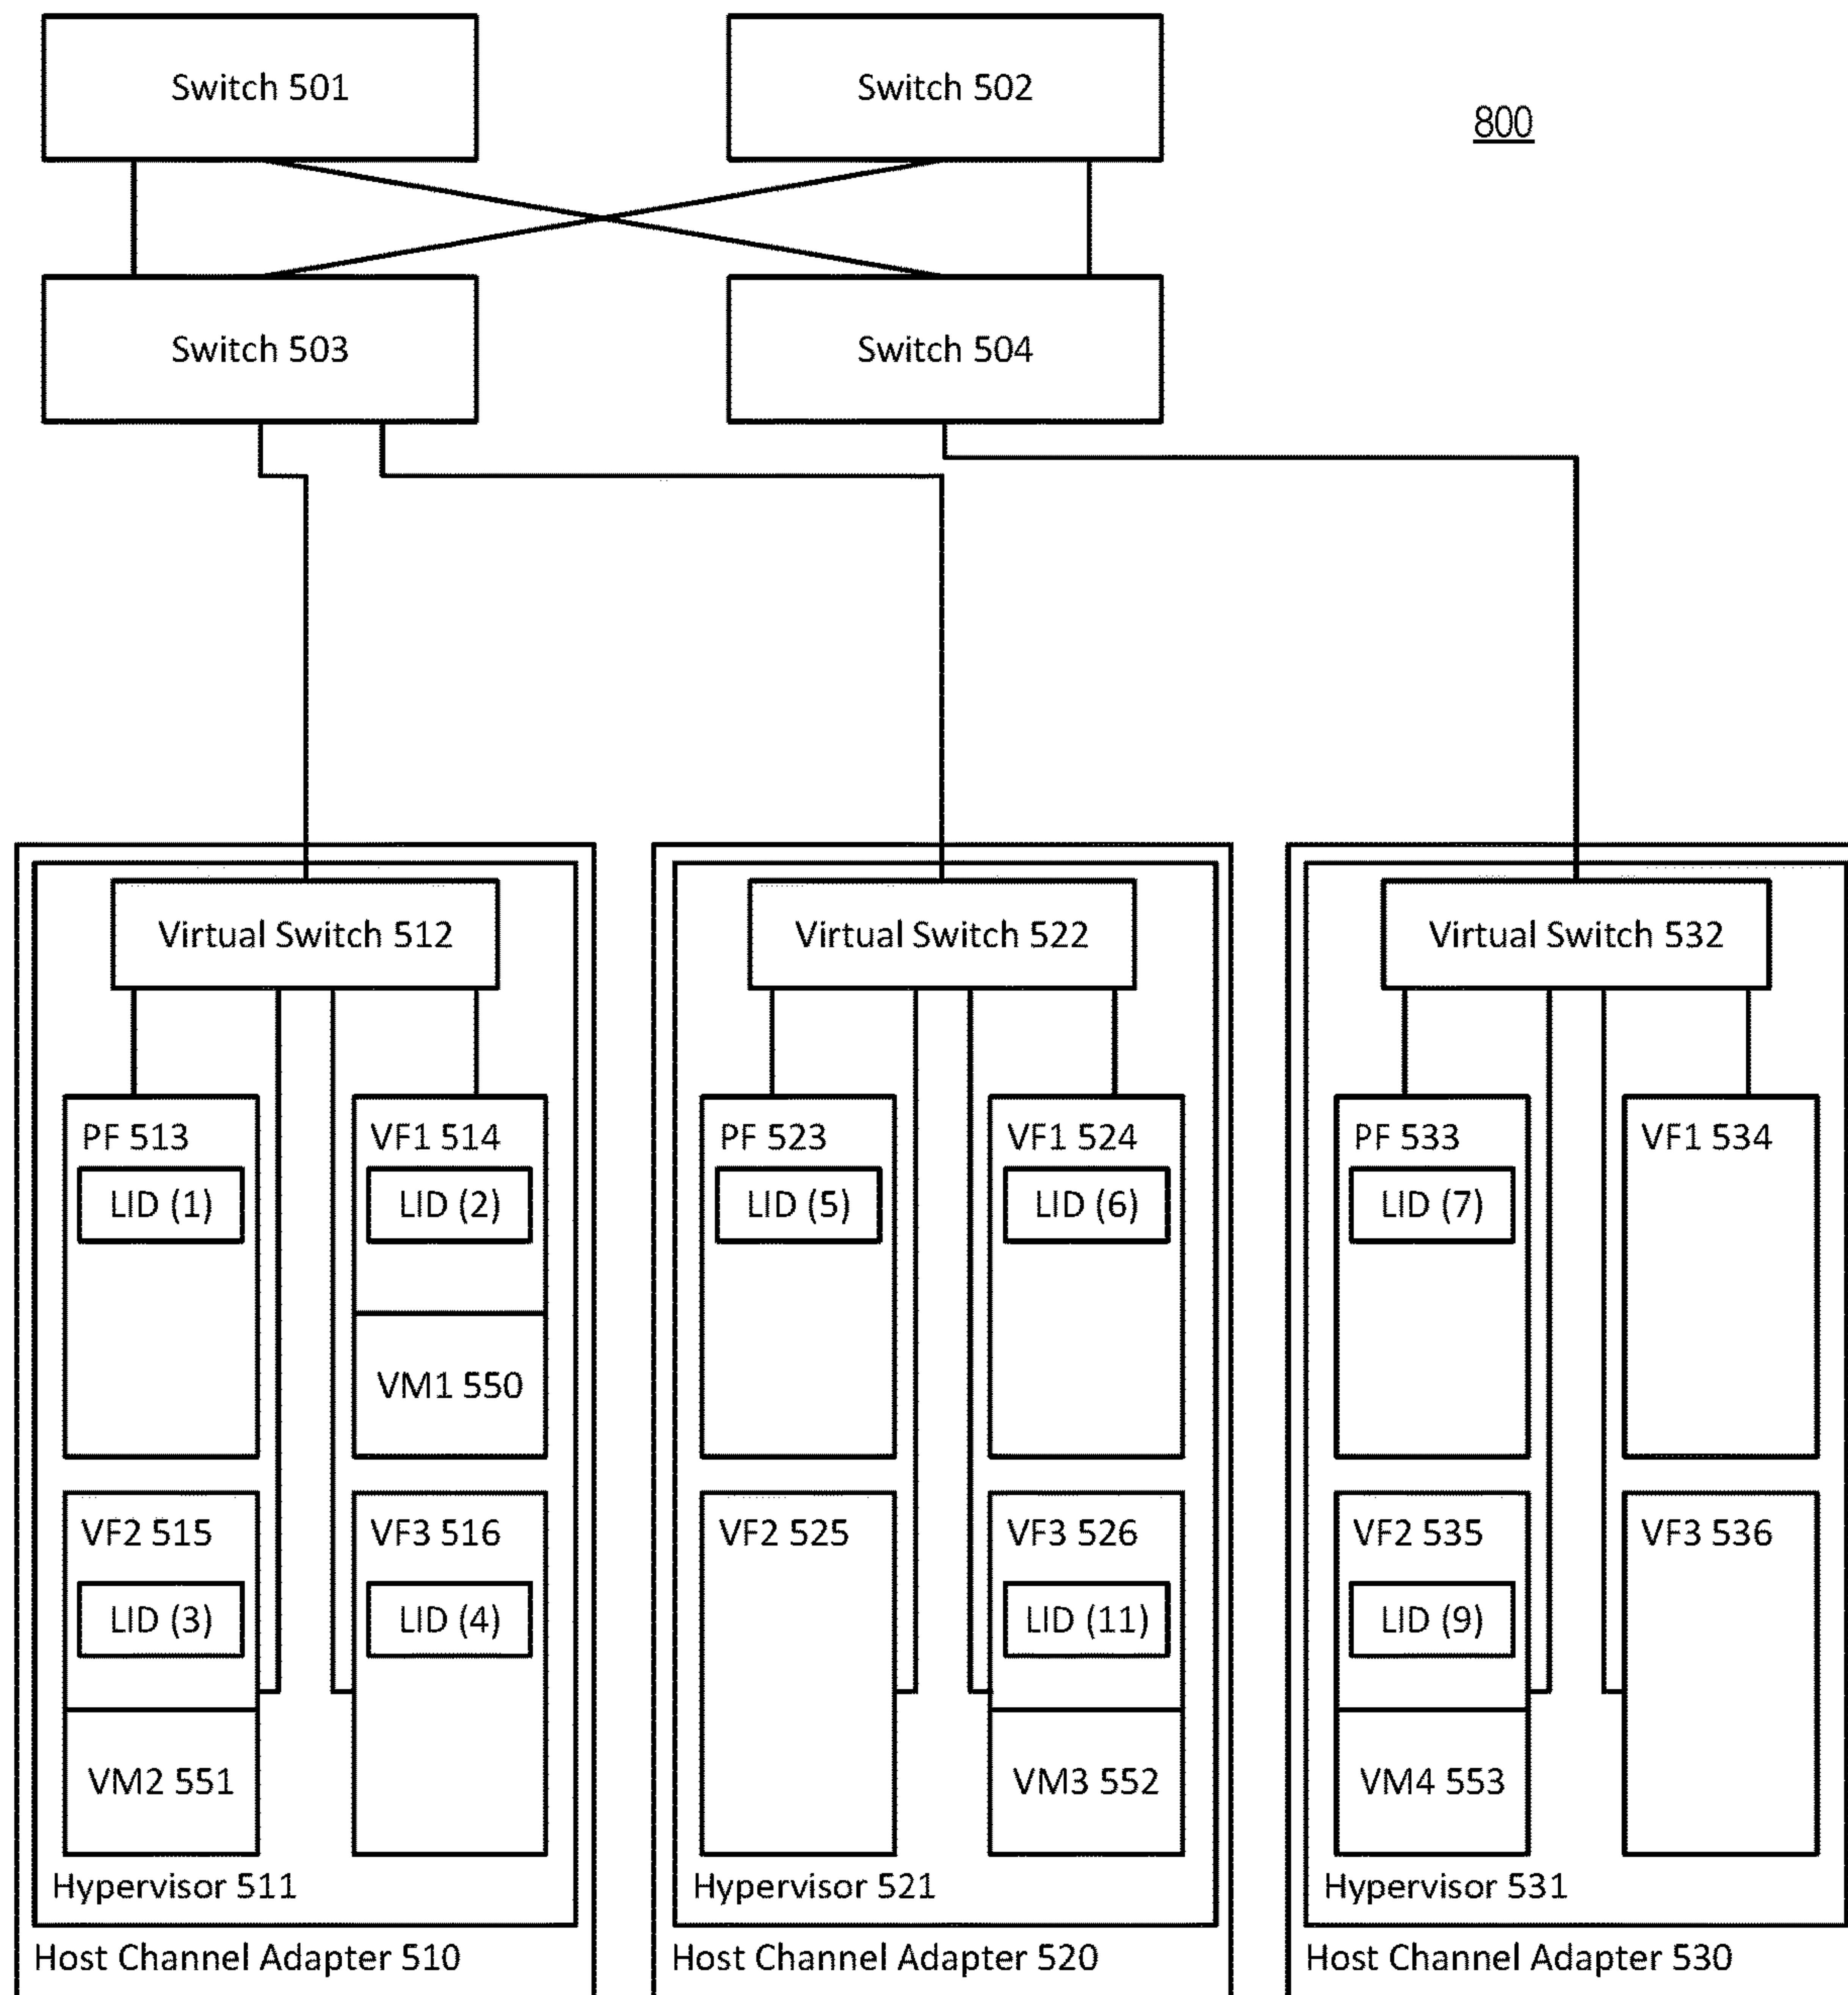 Switch 501
Switch 502
800
Switch 503
Switch 504
Virtual Switch 512
Virtual Switch 522
Virtual Switch 532
PF 513
LID (1)
VF1 514
LID (2)
VM1 550
PF 523
LID (5)
VF1 524
LID (6)
PF 533
LID (7)
VF1 534
VF2 515
LID (3)
VM2 551
VF3 516
LID (4)
VF2 525
VF3 526
LID (11)
VM3 552
VF2 535
LID (9)
VM4 553
VF3 536
Hypervisor 511
Hypervisor 521
Hypervisor 531
Host Channel Adapter 510
Host Channel Adapter 520
Host Channel Adapter 530